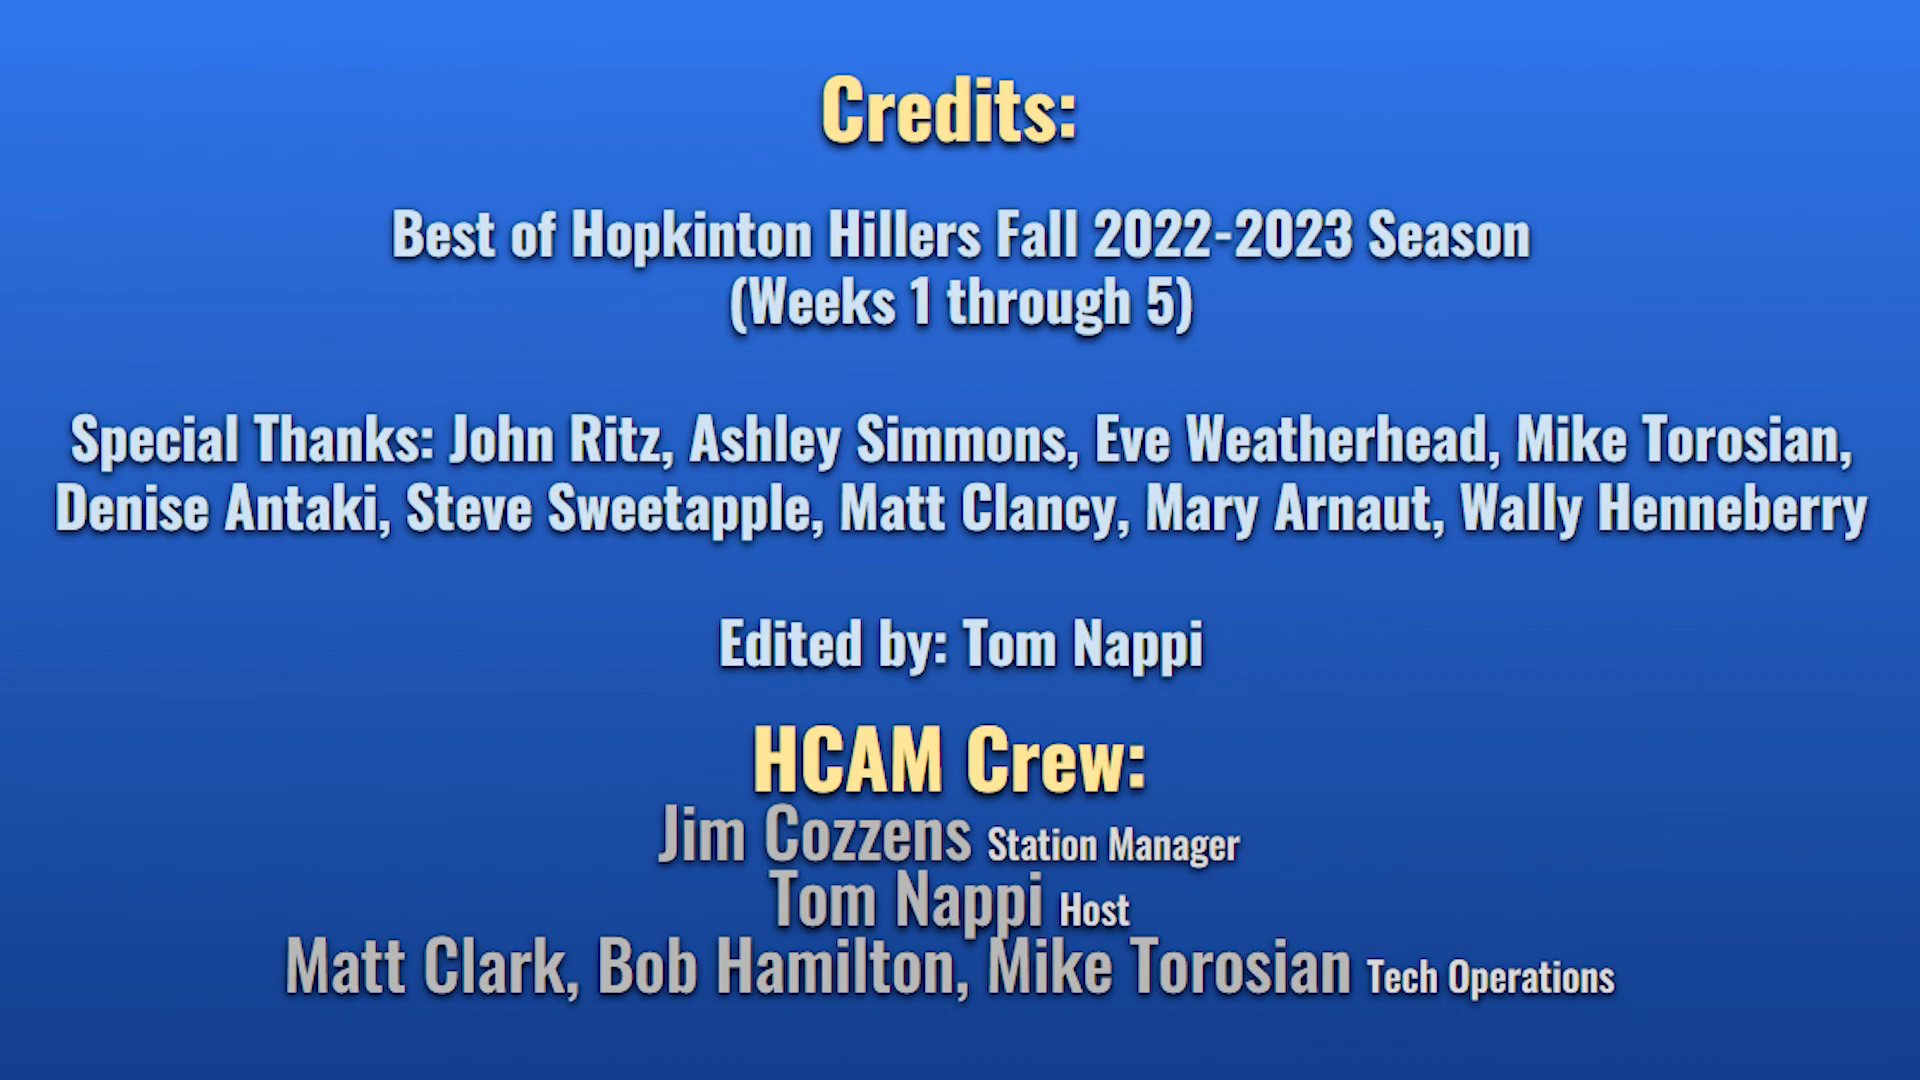 Credits:
Best of Hopkinton Hillers Fall 2022-2023 Season
(Weeks 1 through 5)
Special Thanks: John Ritz, Ashley Simmons, Eve Weatherhead, Mike Torosian,
Denise Antaki, Steve Sweetapple, Matt Clancy, Mary Arnaut, Wally Henneberry
Edited by: Tom Nappi
HCAM Crew:
Jim Cozzens Station Manager
Tom Nappi Host
Matt Clark, Bob Hamilton, Mike Torosian Tech Operations